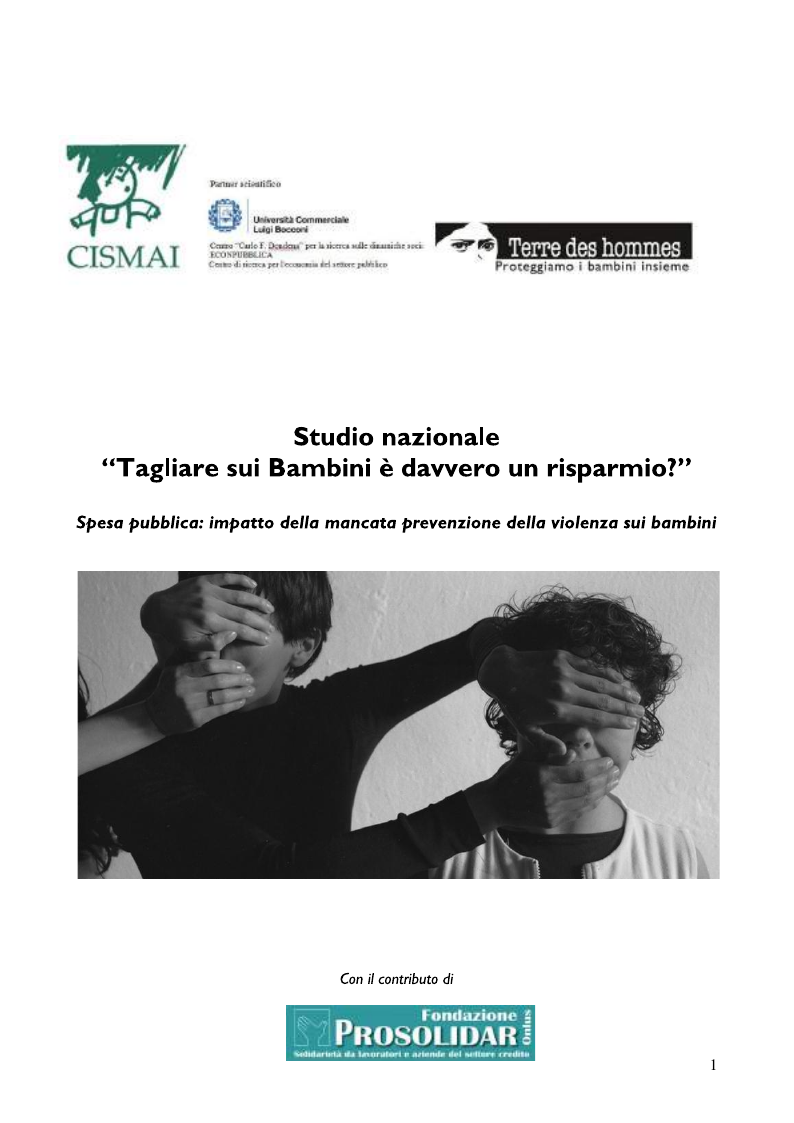 CISMAI
Partner scientifico
Università Commerciale
Luigi Bocconi
Centro "Carlo F. Dondena" per la ricerca sulle dinamiche soci
ECONPUBBLICA
Centro di ricerca per l'economia del settore pubblico
Terre des hommes
Proteggiamo i bambini insieme
Studio nazionale
“Tagliare sui Bambini è davvero un risparmio?”
Spesa pubblica: impatto della mancata prevenzione della violenza sui bambini
Con il contributo di
Fondazione
PROSOLIDAR
Onlus
Solidarietà da lavoratori e aziende del settore credito
1